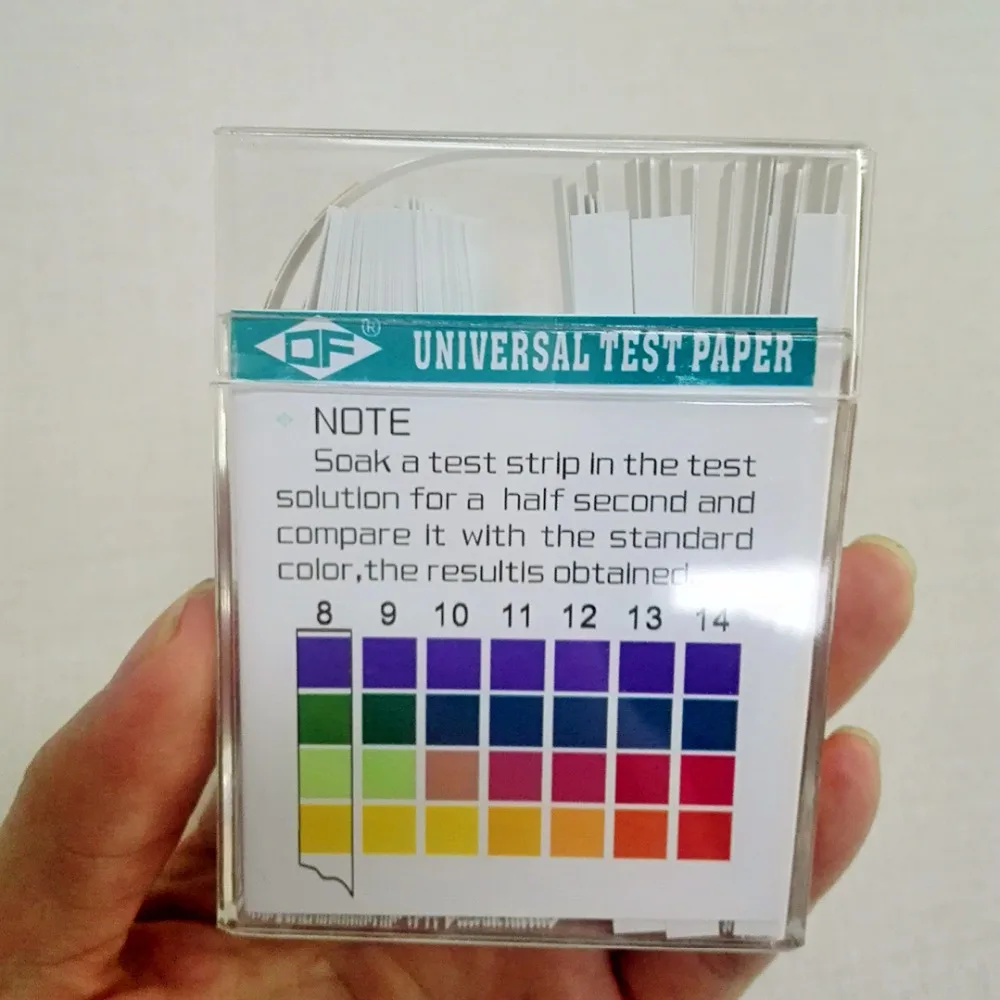 DF ® UNIVERSAL TEST PAPER
NOTE
Soak a test strip in the test
solution for a half second and
compare it with the standard
color,the resultis obtained
8 9 10 11 12 13 14